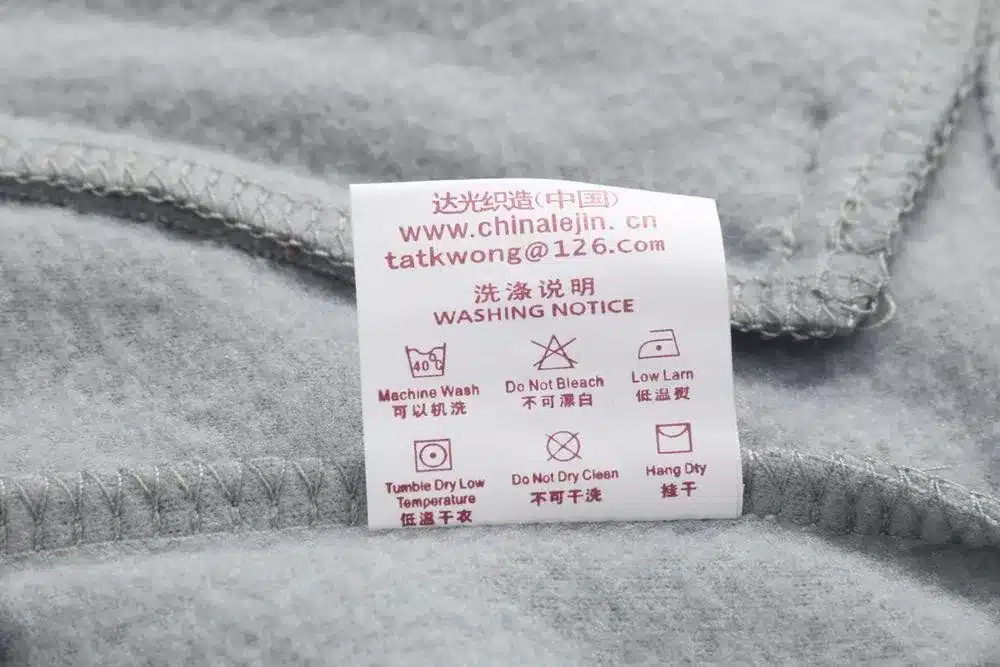 达光织造(中国)
www.chinalejin. cn
tatkwong@126.com
洗涤说明
WASHING NOTICE
40℃
Machine Wash
可以机洗
Do Not Bleach
不可漂白
Low Larn
低温熨
Tumble Dry Low
Temperature
低温干衣
Do Not Dry Clean
不可干洗
Hang Dty
挂干